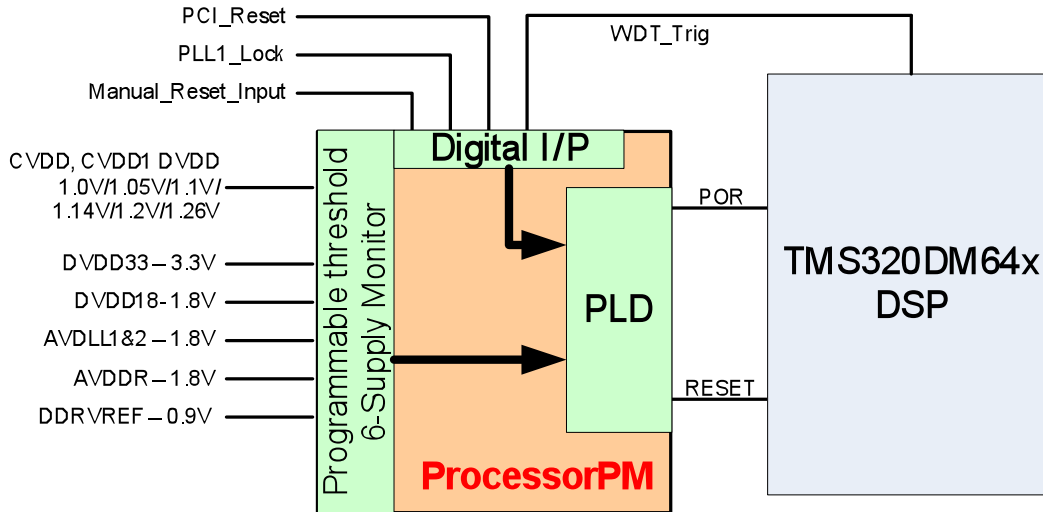 PCI_Reset
PLL1_Lock
Manual_Reset_Input
WDT_Trig
Digital I/P
CVDD, CVDD1 DVDD
1.0V/1.05V/1.1V/
1.14V/1.2V/1.26V
DVDD33 – 3.3V
DVDD18-1.8V
AVDLL1&2 – 1.8V
AVDDR – 1.8V
DDRVREF – 0.9V
Programmable threshold
6-Supply Monitor
PLD
ProcessorPM
POR
RESET
TMS320DM64x
DSP